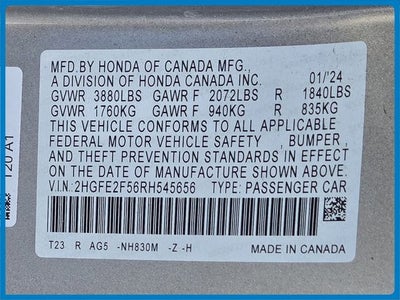 MFD.BY HONDA OF CANADA MFG.,
A DIVISION OF HONDA CANADA INC. 01/'24
GVWR 3880LBS GAWR F 2072LBS R 1840LBS
GVWR 1760KG GAWR F 940KG R 835KG
THIS VEHICLE CONFORMS TO ALL APPLICABLE
FEDERAL MOTOR VEHICLE SAFETY , BUMPER,
AND THEFT PREVENTION STANDARDS IN EFFECT
ON THE DATE OF MANUFACTURE SHOWN ABOVE.
V.I.N: 2HGFE2F56RH545656 TYPE: PASSENGER CAR
T23 R AG5 -NH830M -Z -H
MADE IN CANADA
T20 A1